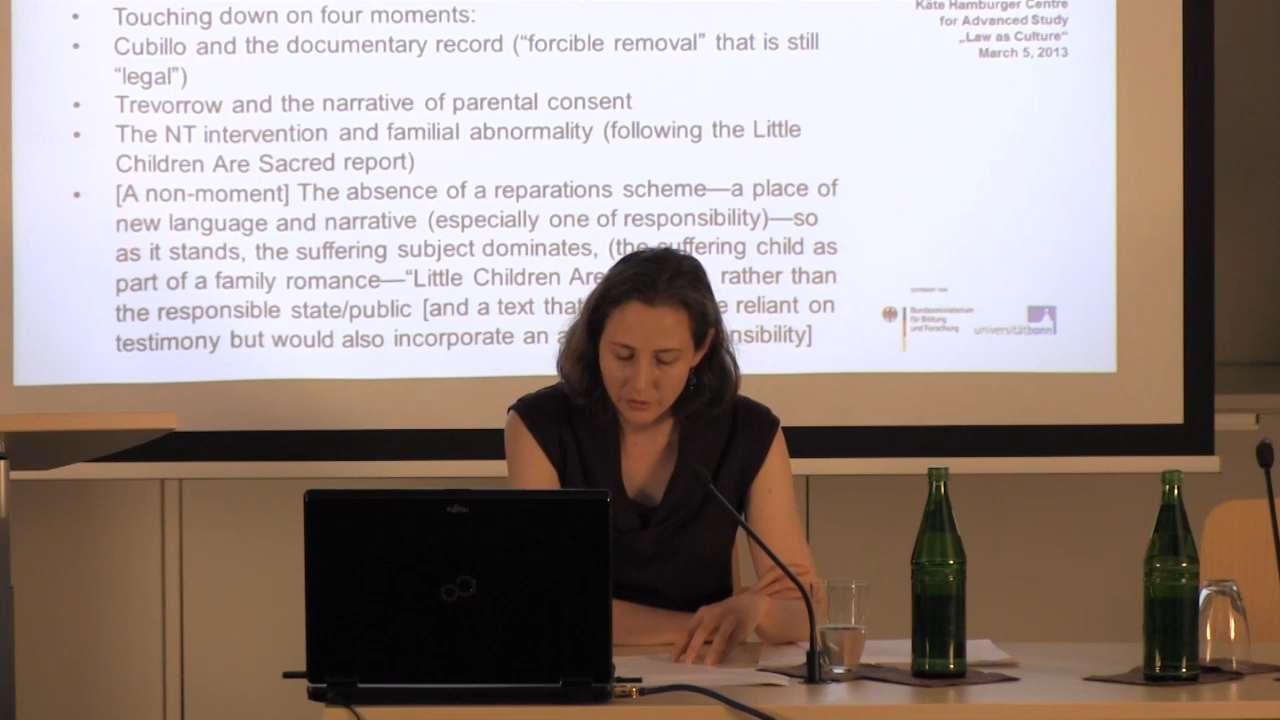 Touching down on four moments:
Cubillo and the documentary record (“forcible removal” that is still
“legal”)
Trevorrow and the narrative of parental consent
The NT intervention and familial abnormality (following the Little
Children Are Sacred report)
[A non-moment] The absence of a reparations scheme—a place of
new language and narrative (especially one of responsibility)—so
as it stands, the suffering subject dominates, (the suffering child as
part of a family romance—“Little Children Are rather than
the responsible state/public [and a text that reliant on
testimony but would also incorporate an
Käte Hamburger Centre
for Advanced Study
„Law as Culture“
March 5, 2013
Bundesministerium
für Bildung
und Forschung
universitätbonn
FUJITSU